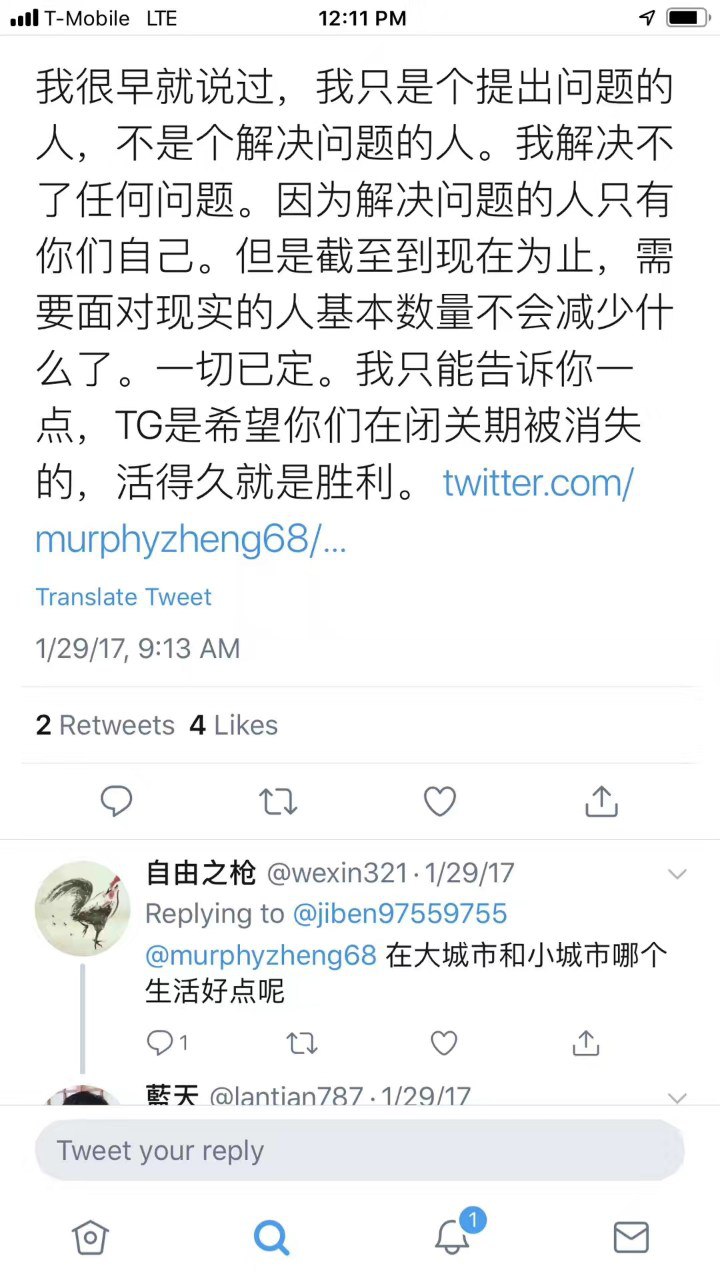 T-Mobile LTE 12:11 PM
我很早就说过，我只是个提出问题的
人，不是个解决问题的人。我解决不
了任何问题。因为解决问题的人只有
你们自己。但是截至到现在为止，需
要面对现实的人基本数量不会减少什
么了。一切已定。我只能告诉你一
点，TG是希望你们在闭关期被消失
的，活得久就是胜利。 twitter.com/
murphyzheng68/...
Translate Tweet
1/29/17, 9:13 AM
2 Retweets 4 Likes
自由之枪 @wexin321 · 1/29/17
Replying to @jiben97559755
@murphyzheng68 在大城市和小城市哪个
生活好点呢
1
藍天 @lantian787 · 1/29/17
Tweet your reply
1